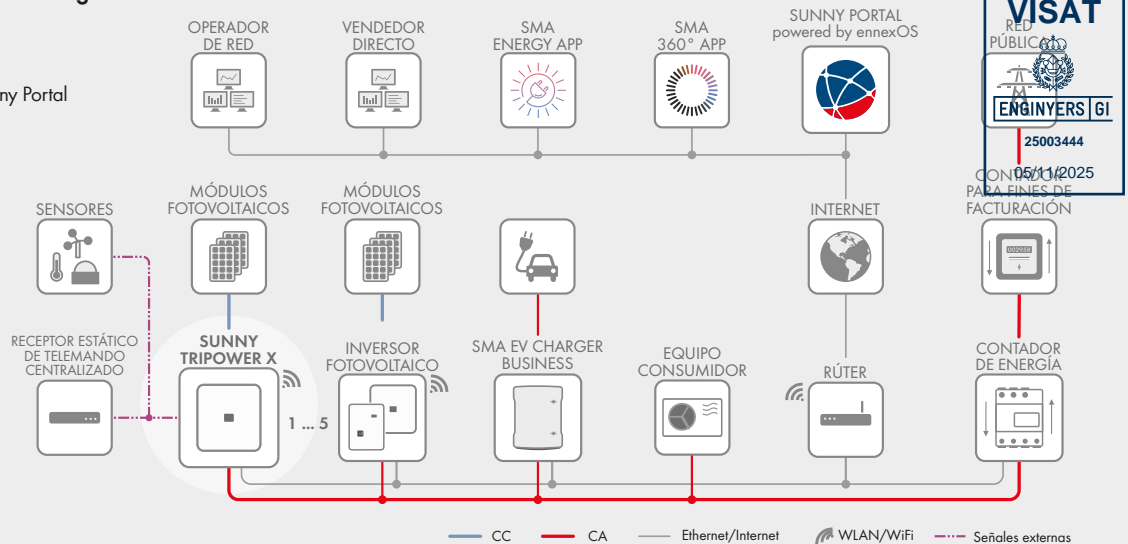 ny Portal
OPERADOR
DE RED
VENDEDOR
DIRECTO
SMA
ENERGY APP
SMA
360° APP
SUNNY PORTAL
powered by ennexOS
RED
PÚBLICA
VISAT
ENGINYERS GI
25003444
05/11/2025
SENSORES
MÓDULOS
FOTOVOLTAICOS
MÓDULOS
FOTOVOLTAICOS
INTERNET
CONTADOR
PARA FINES DE
FACTURACIÓN
RECEPTOR ESTÁTICO
DE TELEMANDO
CENTRALIZADO
SUNNY
TRIPOWER X
1 ... 5
INVERSOR
FOTOVOLTAICO
SMA EV CHARGER
BUSINESS
EQUIPO
CONSUMIDOR
RÚTER
CONTADOR
DE ENERGÍA
CC
CA
Ethernet/Internet
WLAN/WiFi
Señales externas